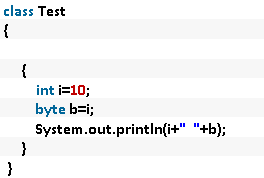 class Test
{
{
int i=10;
byte b=i;
System.out.println(i+"  "+b);
}
}